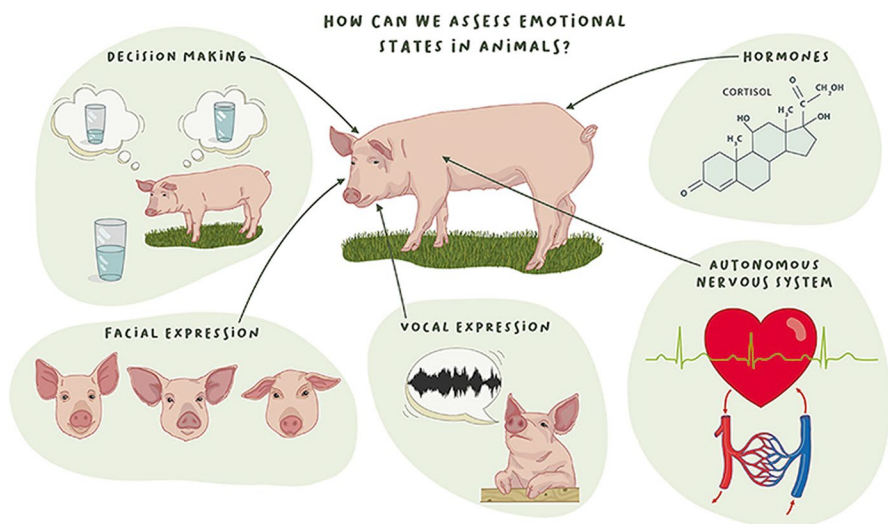 HOW CAN WE ASSESS EMOTIONAL
STATES IN ANIMALS?
DECISION MAKING
HORMONES
CORTISOL
O
CH₂OH
C
H₃C
OH
HO
H₃C
O
AUTONOMOUS
NERVOUS SYSTEM
FACIAL EXPRESSION
VOCAL EXPRESSION